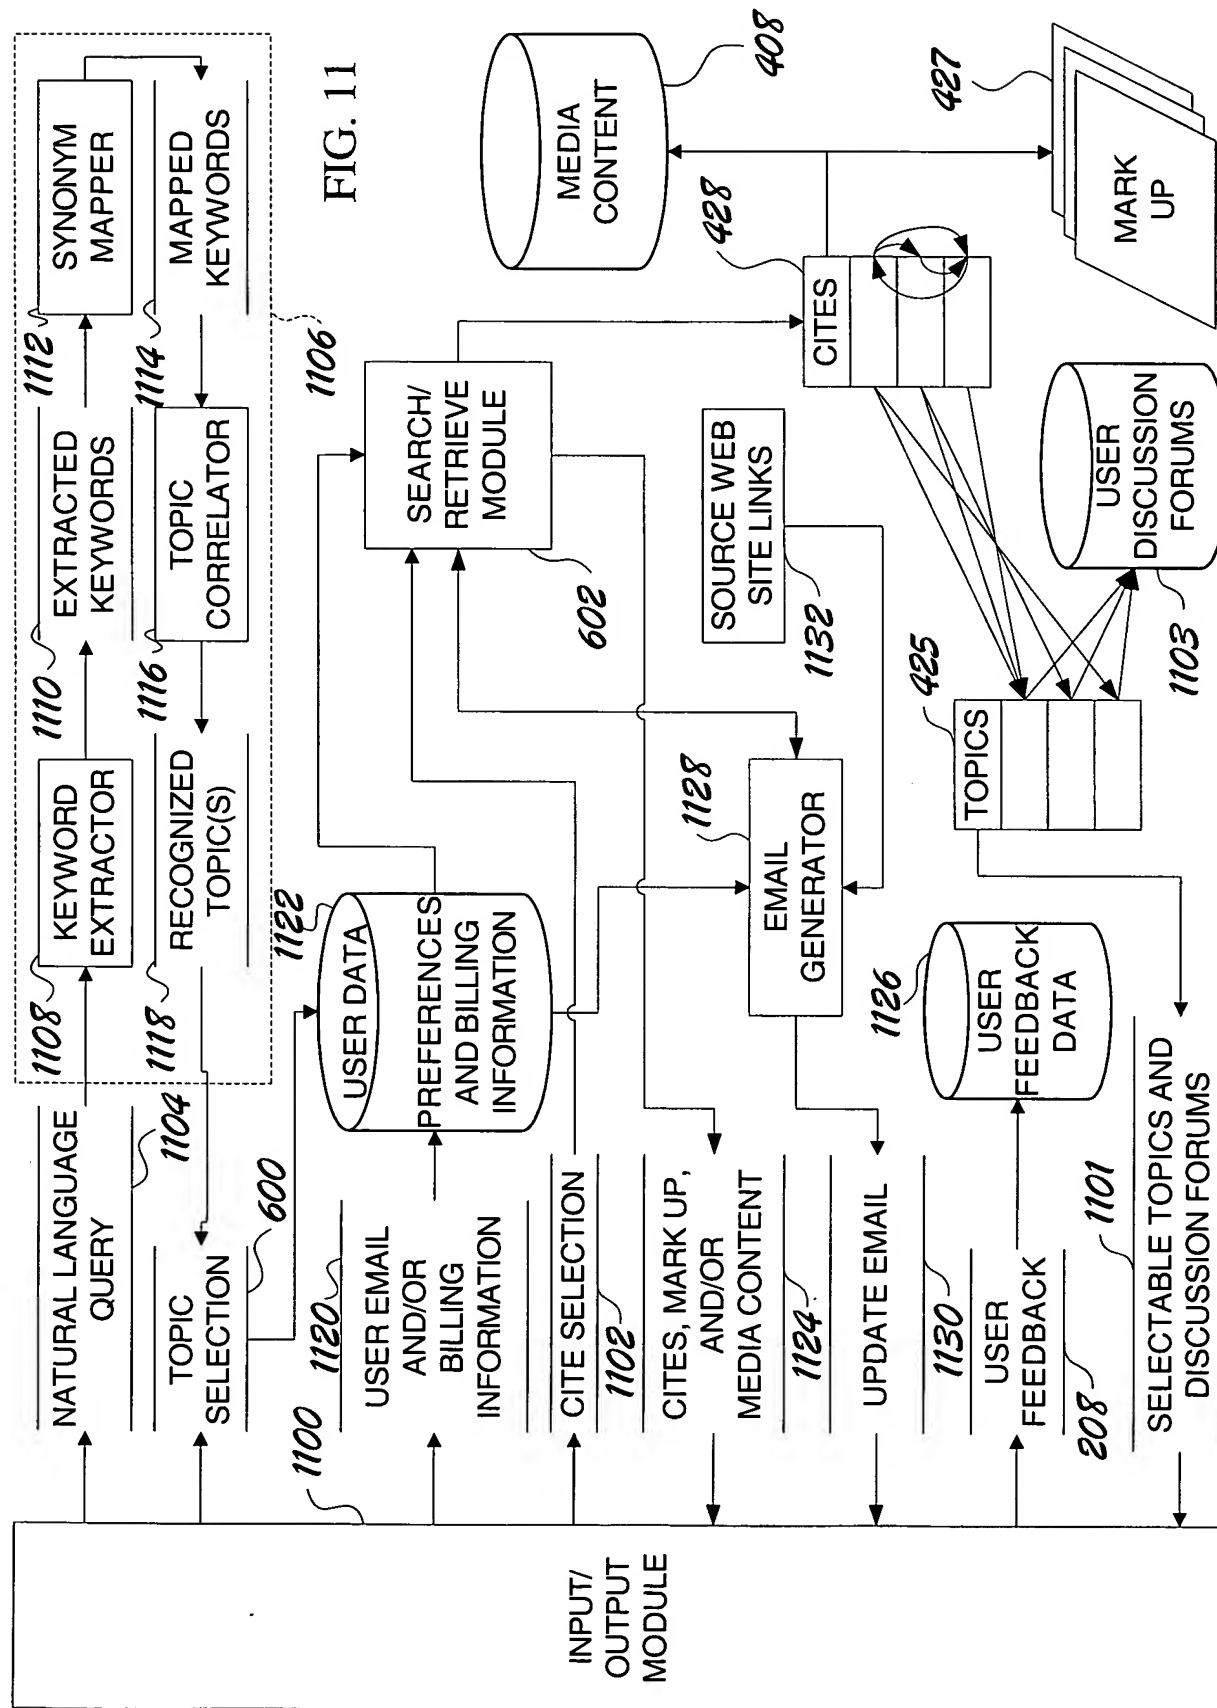 FIG. 11
INPUT/
OUTPUT
MODULE
1100
NATURAL LANGUAGE
QUERY
1104
KEYWORD
EXTRACTOR
1108
EXTRACTED
KEYWORDS
1110
SYNONYM
MAPPER
1112
MAPPED
KEYWORDS
1114
TOPIC
CORRELATOR
1116
RECOGNIZED
TOPIC(S)
1118
1106
TOPIC
SELECTION
600
USER EMAIL
AND/OR
BILLING
INFORMATION
1120
USER DATA
PREFERENCES
AND BILLING
INFORMATION
1122
CITE SELECTION
1102
SEARCH/
RETRIEVE
MODULE
602
CITES, MARK UP,
AND/OR
MEDIA CONTENT
1124
UPDATE EMAIL
1130
EMAIL
GENERATOR
1128
SOURCE WEB
SITE LINKS
1132
CITES
428
MEDIA
CONTENT
408
MARK
UP
427
USER
FEEDBACK
208
USER
FEEDBACK
DATA
1126
TOPICS
425
USER
DISCUSSION
FORUMS
1103
SELECTABLE TOPICS AND
DISCUSSION FORUMS
1101